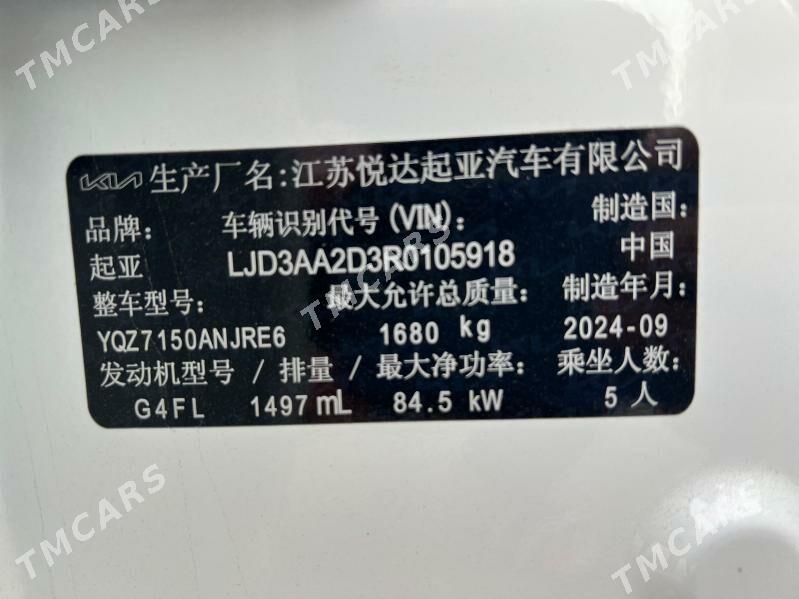 TMCARS TMCARS
KIA 生产厂名:江苏悦达起亚汽车有限公司
品牌: 车辆识别代号(VIN): 制造国:
起亚 LJD3AA2D3R0105918 中国
整车型号: 最大允许总质量: 制造年月:
YQZ7150ANJRE6 1680 kg 2024-09
发动机型号 / 排量 / 最大净功率: 乘坐人数:
G4FL 1497mL 84.5 kW 5 人
TMCARS
TMCARS TMCARS